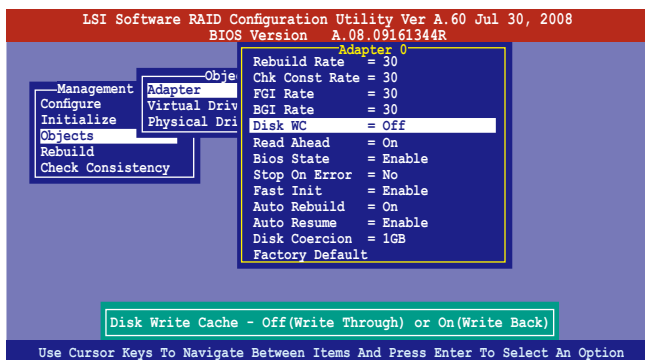 LSI Software RAID Configuration Utility Ver A.60 Jul 30, 2008
BIOS Version A.08.09161344R
Management
Configure
Initialize
Objects
Rebuild
Check Consistency
Obje
Adapter
Virtual Driv
Physical Dri
Adapter 0
Rebuild Rate = 30
Chk Const Rate = 30
FGI Rate = 30
BGI Rate = 30
Disk WC = Off
Read Ahead = On
Bios State = Enable
Stop On Error = No
Fast Init = Enable
Auto Rebuild = On
Auto Resume = Enable
Disk Coercion = 1GB
Factory Default
Disk Write Cache - Off(Write Through) or On(Write Back)
Use Cursor Keys To Navigate Between Items And Press Enter To Select An Option